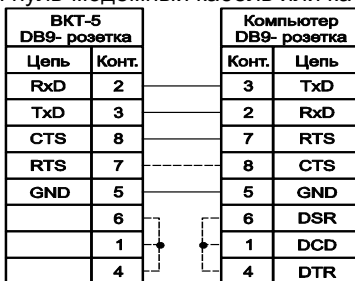 нуль модемный кабель или ка
ВКТ-5 Компьютер
DB9- розетка DB9- розетка
Цепь Конт. Конт. Цепь
RxD 2 3 TxD
TxD 3 2 RxD
CTS 8 7 RTS
RTS 7 8 CTS
GND 5 5 GND
6 6 DSR
1 1 DCD
4 4 DTR